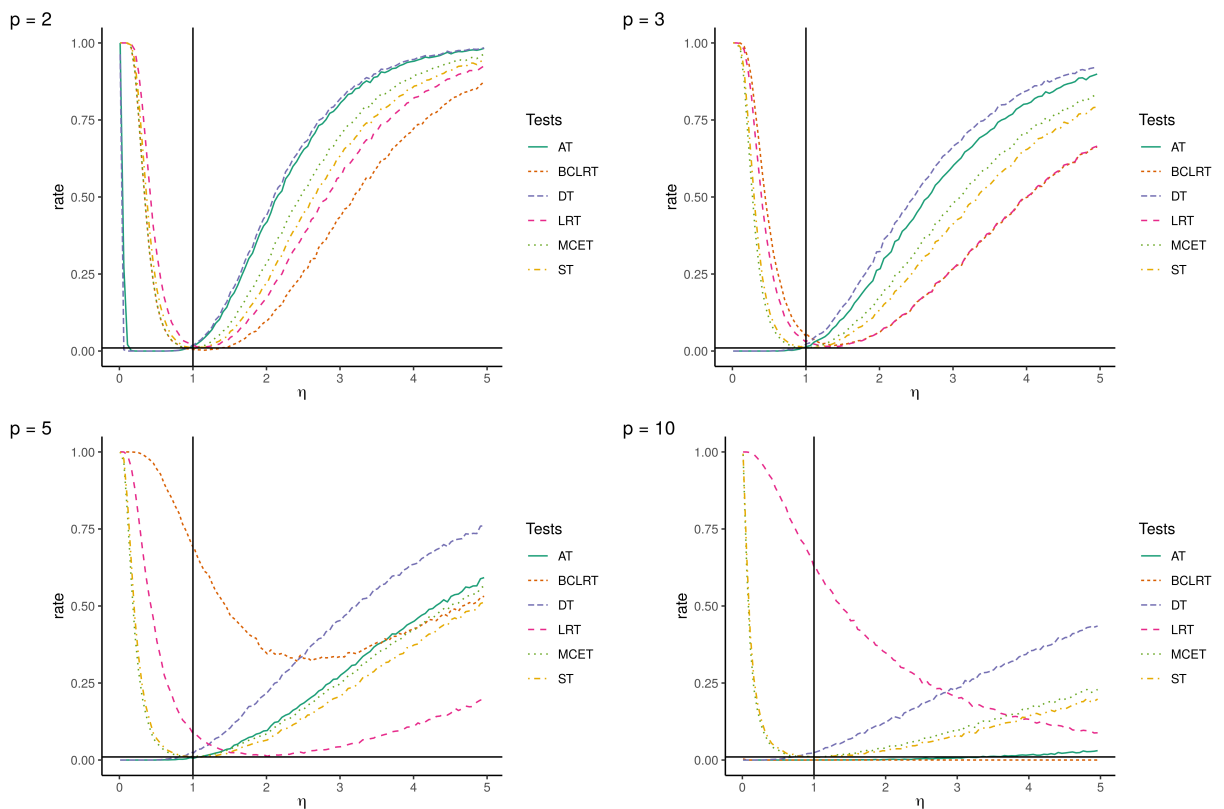 p = 2
1.00
0.75
0.50
0.25
0.00
rate
0 1 2 3 4 5
η
Tests
AT
BCLRT
DT
LRT
MCET
ST
p = 3
1.00
0.75
0.50
0.25
0.00
rate
0 1 2 3 4 5
η
Tests
AT
BCLRT
DT
LRT
MCET
ST
p = 5
1.00
0.75
0.50
0.25
0.00
rate
0 1 2 3 4 5
η
Tests
AT
BCLRT
DT
LRT
MCET
ST
p = 10
1.00
0.75
0.50
0.25
0.00
rate
0 1 2 3 4 5
η
Tests
AT
BCLRT
DT
LRT
MCET
ST